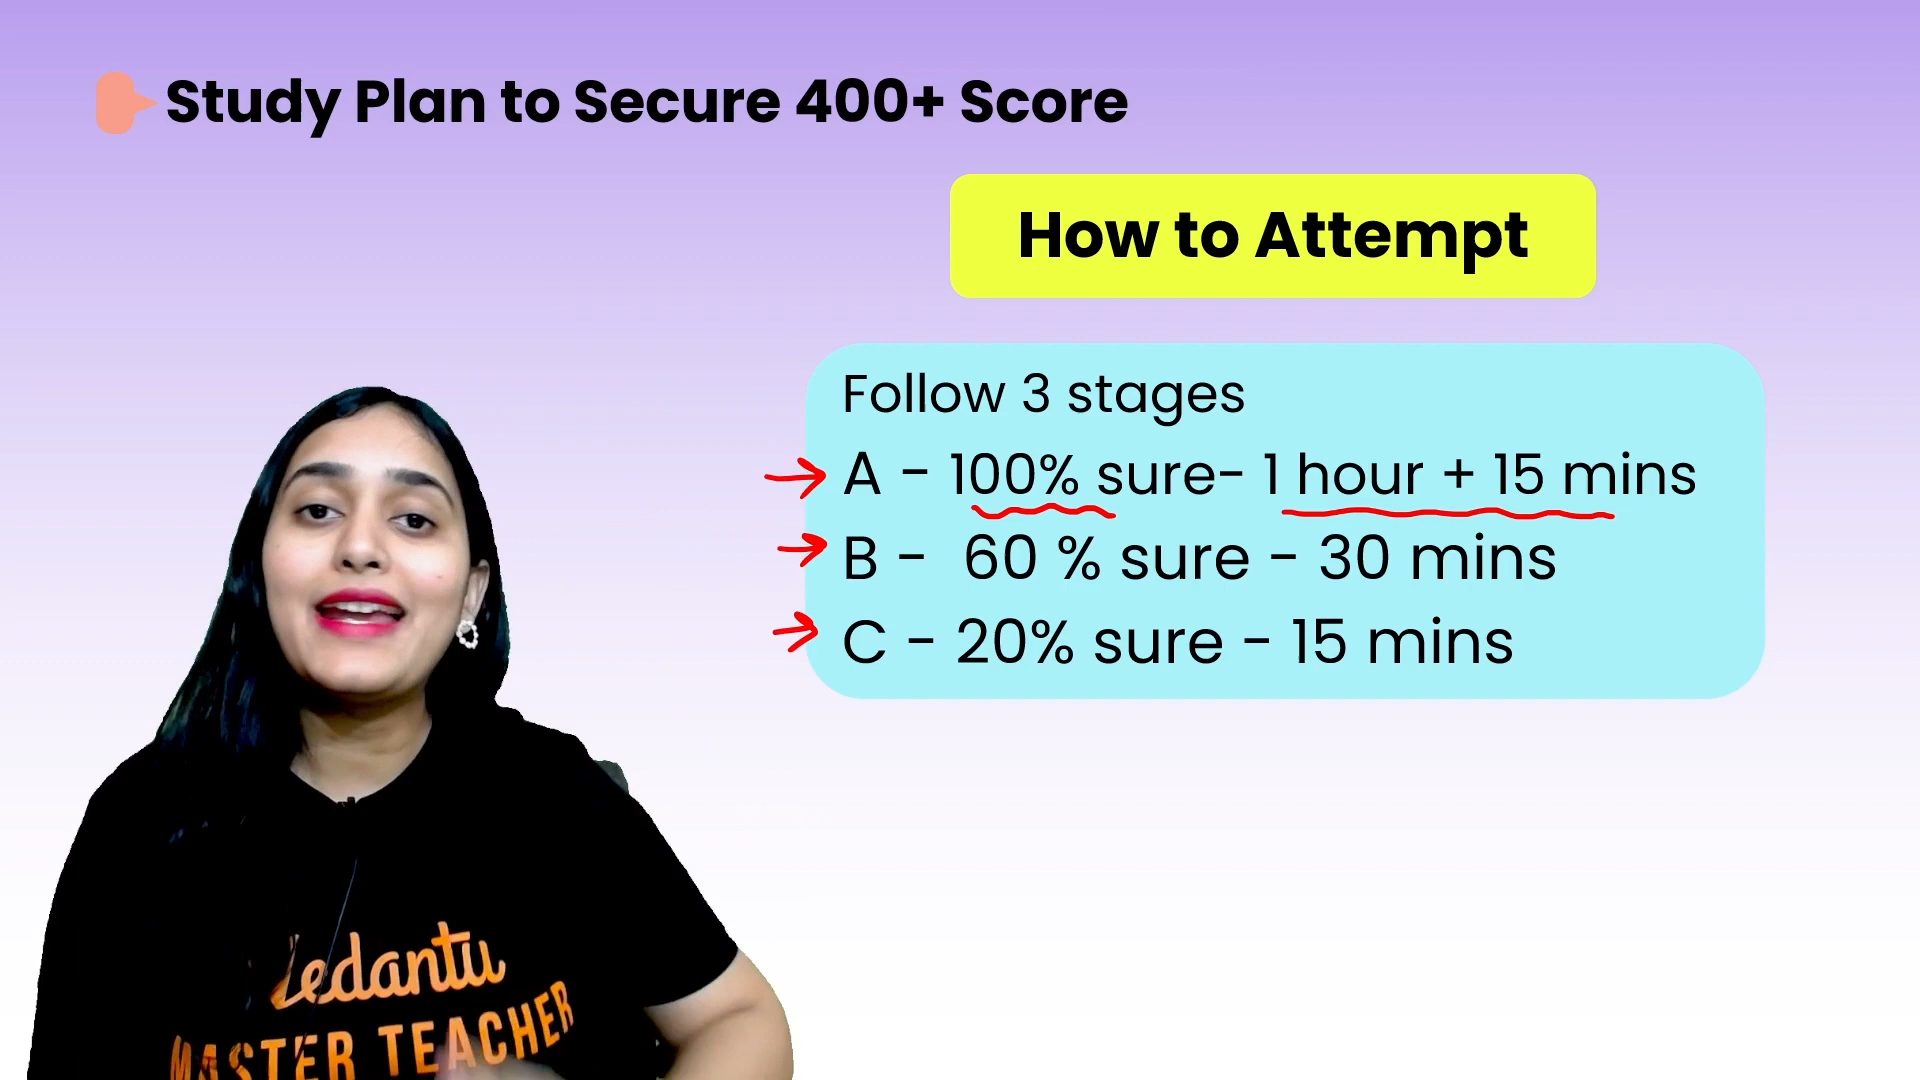 Study Plan to Secure 400+ Score
How to Attempt
Follow 3 stages
A - 100% sure- 1 hour + 15 mins
B - 60 % sure - 30 mins
C - 20% sure - 15 mins
Vedantu
MASTER TEACHER